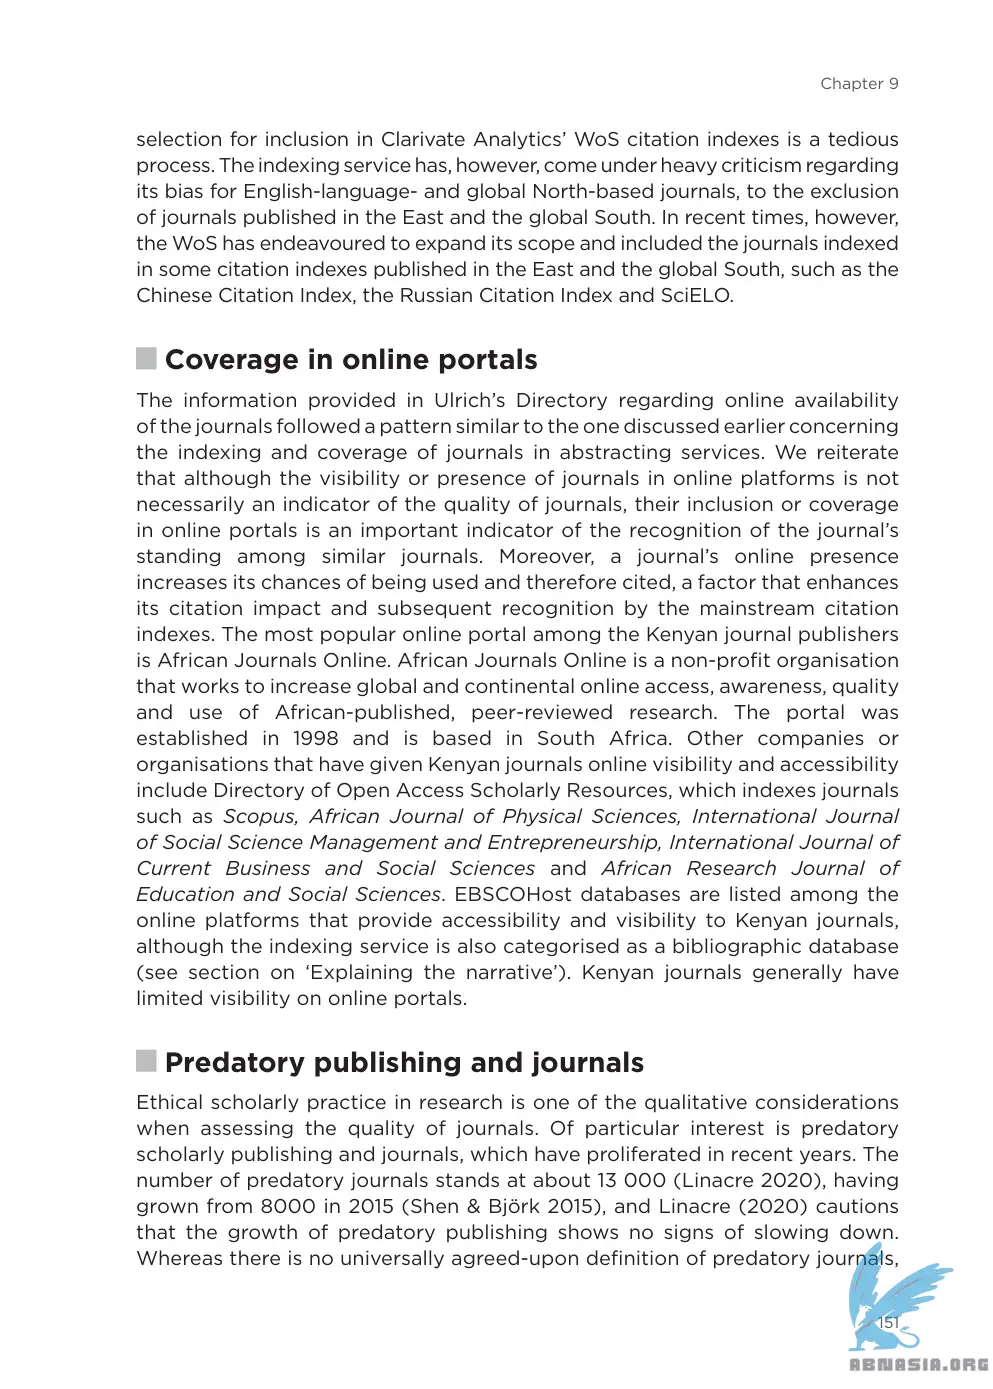 Chapter 9
selection for inclusion in Clarivate Analytics’ WoS citation indexes is a tedious
process. The indexing service has, however, come under heavy criticism regarding
its bias for English-language- and global North-based journals, to the exclusion
of journals published in the East and the global South. In recent times, however,
the WoS has endeavoured to expand its scope and included the journals indexed
in some citation indexes published in the East and the global South, such as the
Chinese Citation Index, the Russian Citation Index and SciELO.
Coverage in online portals
The information provided in Ulrich’s Directory regarding online availability
of the journals followed a pattern similar to the one discussed earlier concerning
the indexing and coverage of journals in abstracting services. We reiterate
that although the visibility or presence of journals in online platforms is not
necessarily an indicator of the quality of journals, their inclusion or coverage
in online portals is an important indicator of the recognition of the journal’s
standing among similar journals. Moreover, a journal’s online presence
increases its chances of being used and therefore cited, a factor that enhances
its citation impact and subsequent recognition by the mainstream citation
indexes. The most popular online portal among the Kenyan journal publishers
is African Journals Online. African Journals Online is a non-profit organisation
that works to increase global and continental online access, awareness, quality
and use of African-published, peer-reviewed research. The portal was
established in 1998 and is based in South Africa. Other companies or
organisations that have given Kenyan journals online visibility and accessibility
include Directory of Open Access Scholarly Resources, which indexes journals
such as Scopus, African Journal of Physical Sciences, International Journal
of Social Science Management and Entrepreneurship, International Journal of
Current Business and Social Sciences and African Research Journal of
Education and Social Sciences. EBSCOHost databases are listed among the
online platforms that provide accessibility and visibility to Kenyan journals,
although the indexing service is also categorised as a bibliographic database
(see section on ‘Explaining the narrative’). Kenyan journals generally have
limited visibility on online portals.
Predatory publishing and journals
Ethical scholarly practice in research is one of the qualitative considerations
when assessing the quality of journals. Of particular interest is predatory
scholarly publishing and journals, which have proliferated in recent years. The
number of predatory journals stands at about 13 000 (Linacre 2020), having
grown from 8000 in 2015 (Shen & Björk 2015), and Linacre (2020) cautions
that the growth of predatory publishing shows no signs of slowing down.
Whereas there is no universally agreed-upon definition of predatory journals,
151
ABNASIA.ORG